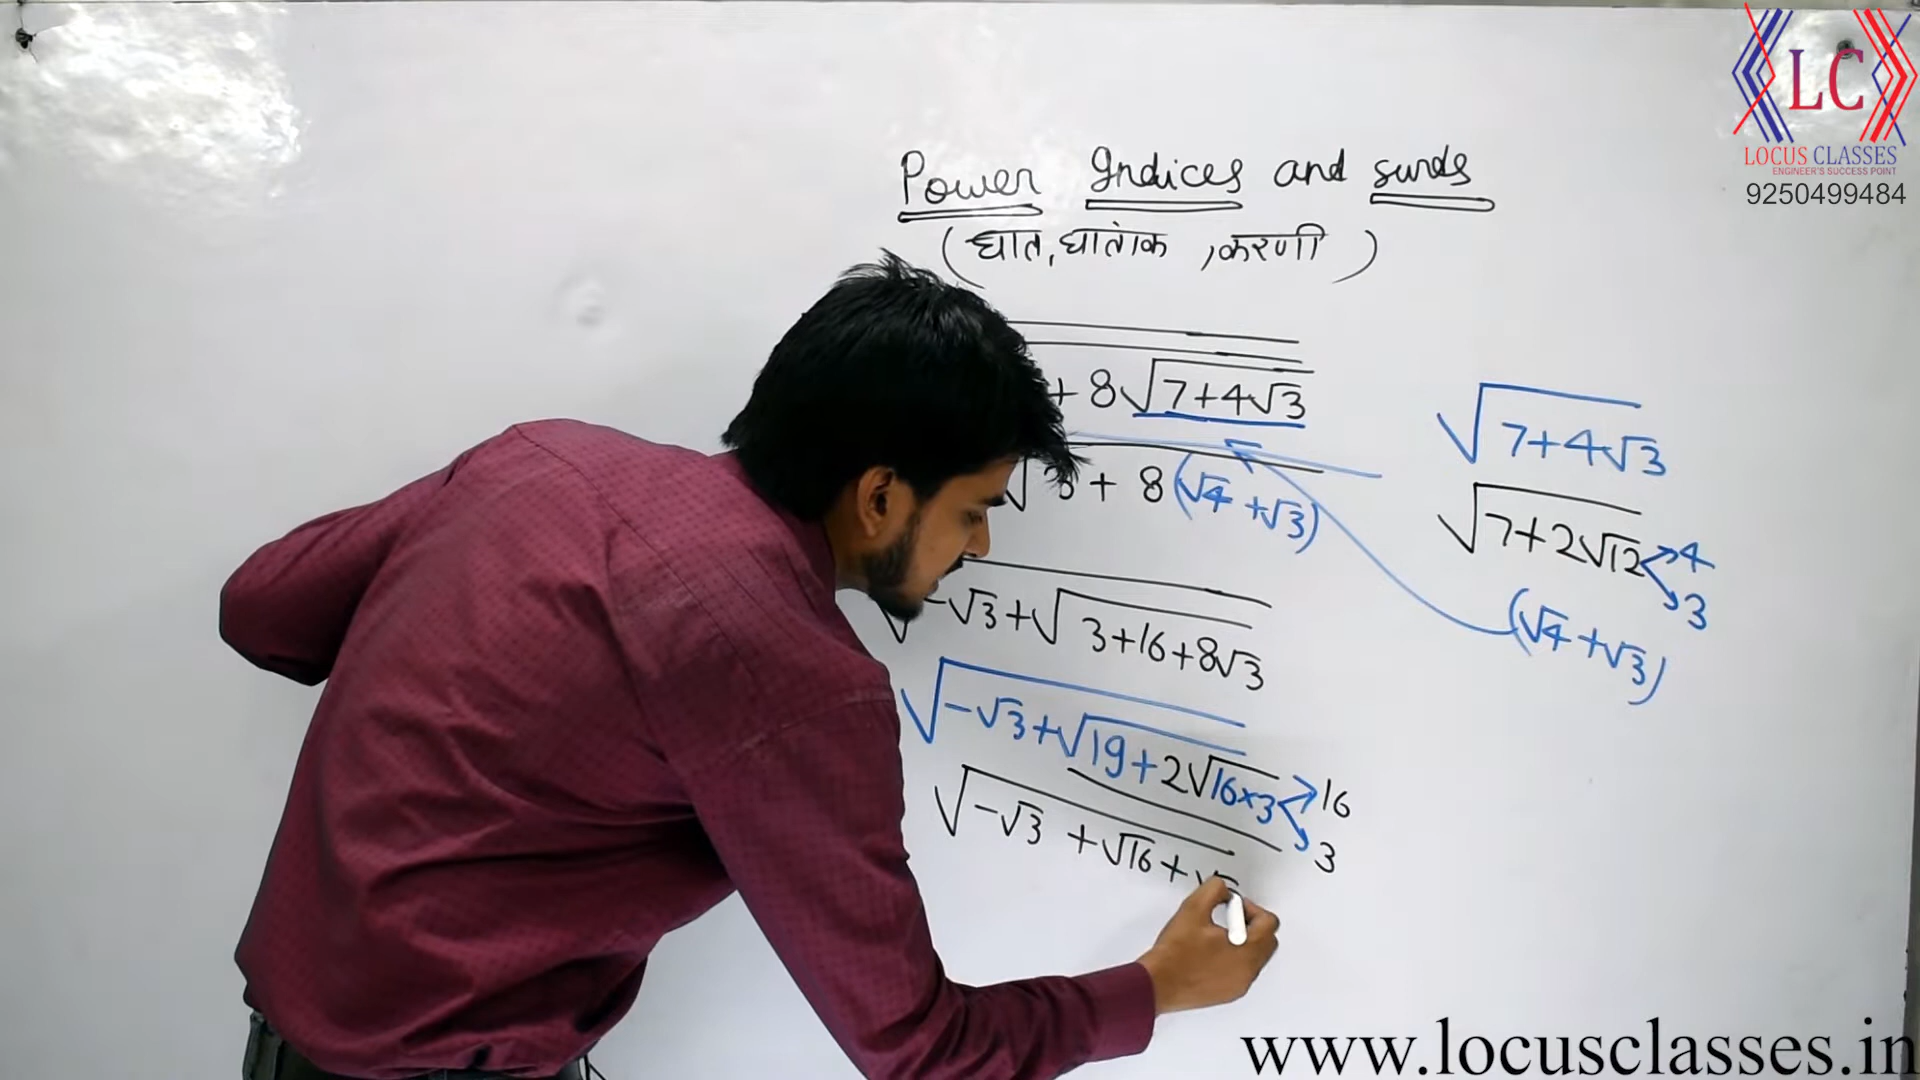 LC
LOCUS CLASSES
ENGINEER'S SUCCESS POINT
9250499484
Power Indices and surds
(घात, घातांक, करणी)
+ 8√7+4√3
√3 + 8(√4+√3)
-√3+√3+16+8√3
√-√3+√19+2√16×3 16
3
√-√3 +√16+
√7+4√3
√7+2√12 4
3
(√4+√3)
www.locusclasses.in